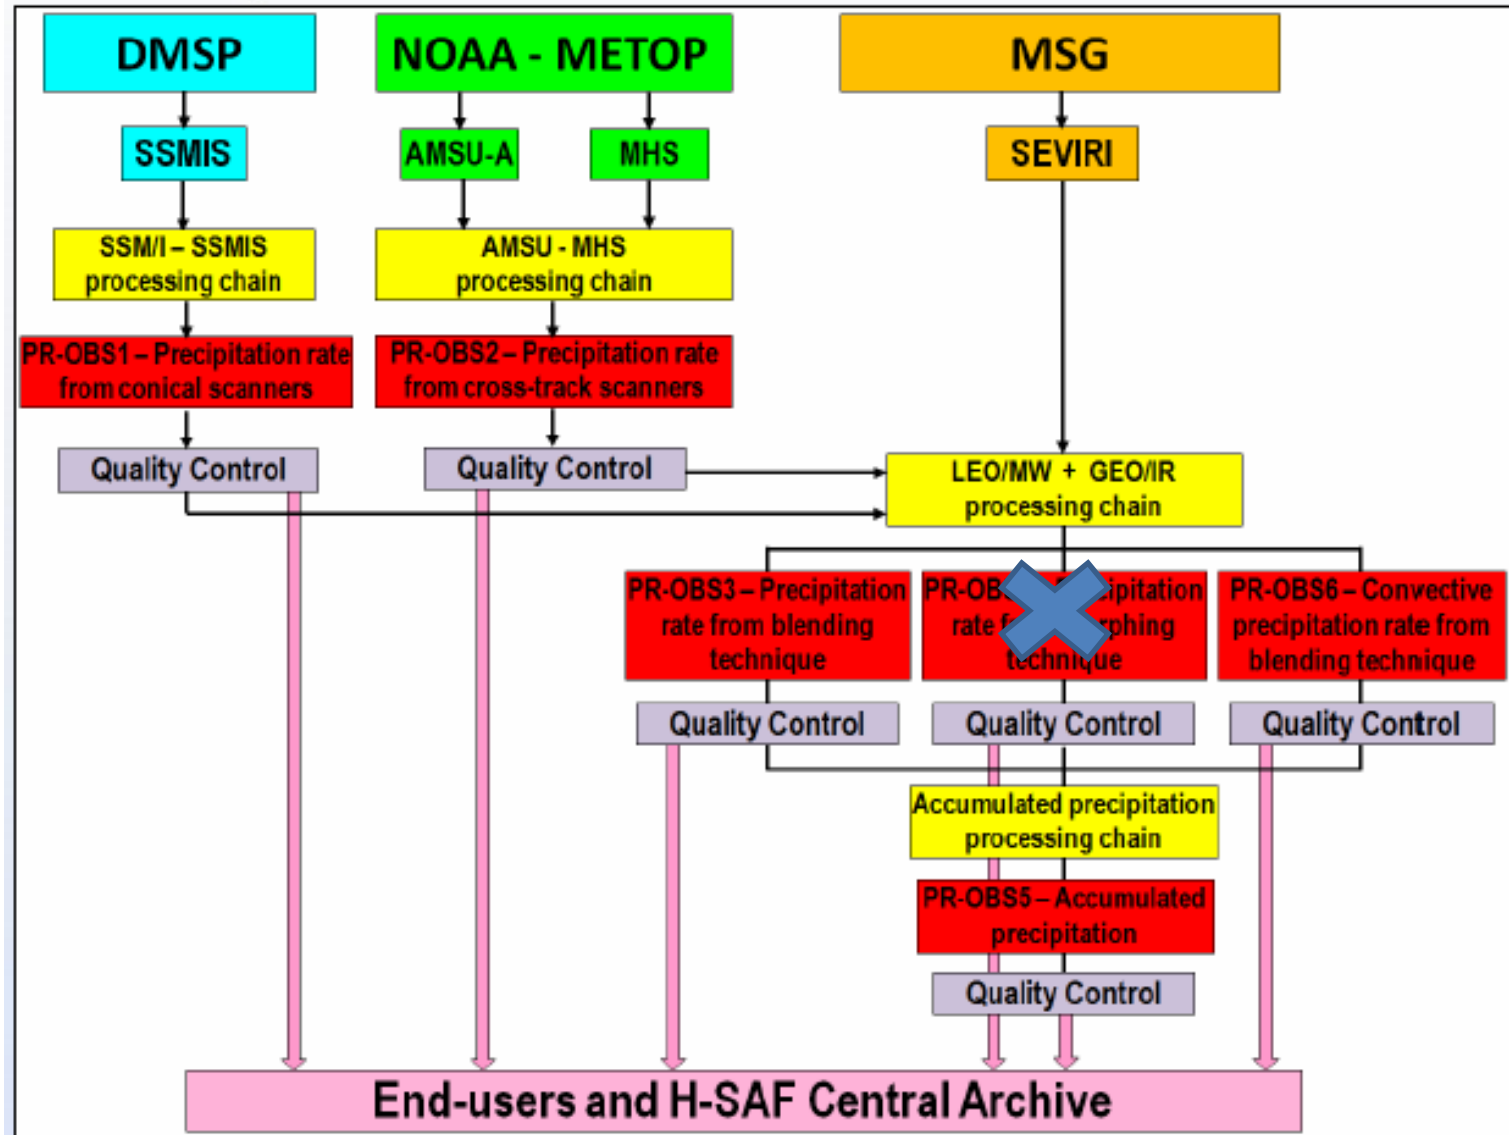 DMSP
NOAA - METOP
MSG
SSMIS
AMSU-A
MHS
SEVIRI
SSM/I – SSMIS
processing chain
AMSU - MHS
processing chain
PR-OBS1 – Precipitation rate
from conical scanners
PR-OBS2 – Precipitation rate
from cross-track scanners
Quality Control
Quality Control
LEO/MW + GEO/IR
processing chain
PR-OBS3 – Precipitation
rate from blending
technique
rate
technique
PR-OBS6 – Convective
precipitation rate from
blending technique
Quality Control
Quality Control
Quality Control
Accumulated precipitation
processing chain
PR-OBS5 – Accumulated
precipitation
Quality Control
End-users and H-SAF Central Archive